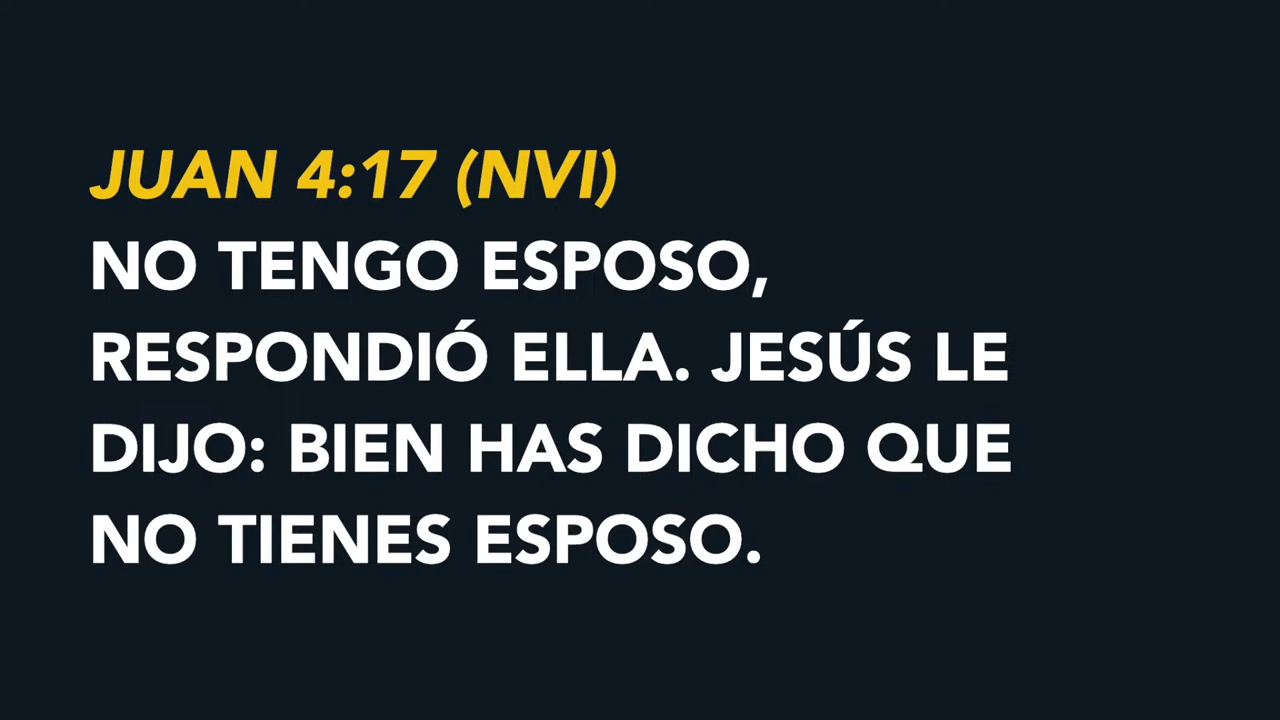 JUAN 4:17 (NVI)
NO TENGO ESPOSO,
RESPONDIÓ ELLA. JESÚS LE
DIJO: BIEN HAS DICHO QUE
NO TIENES ESPOSO.